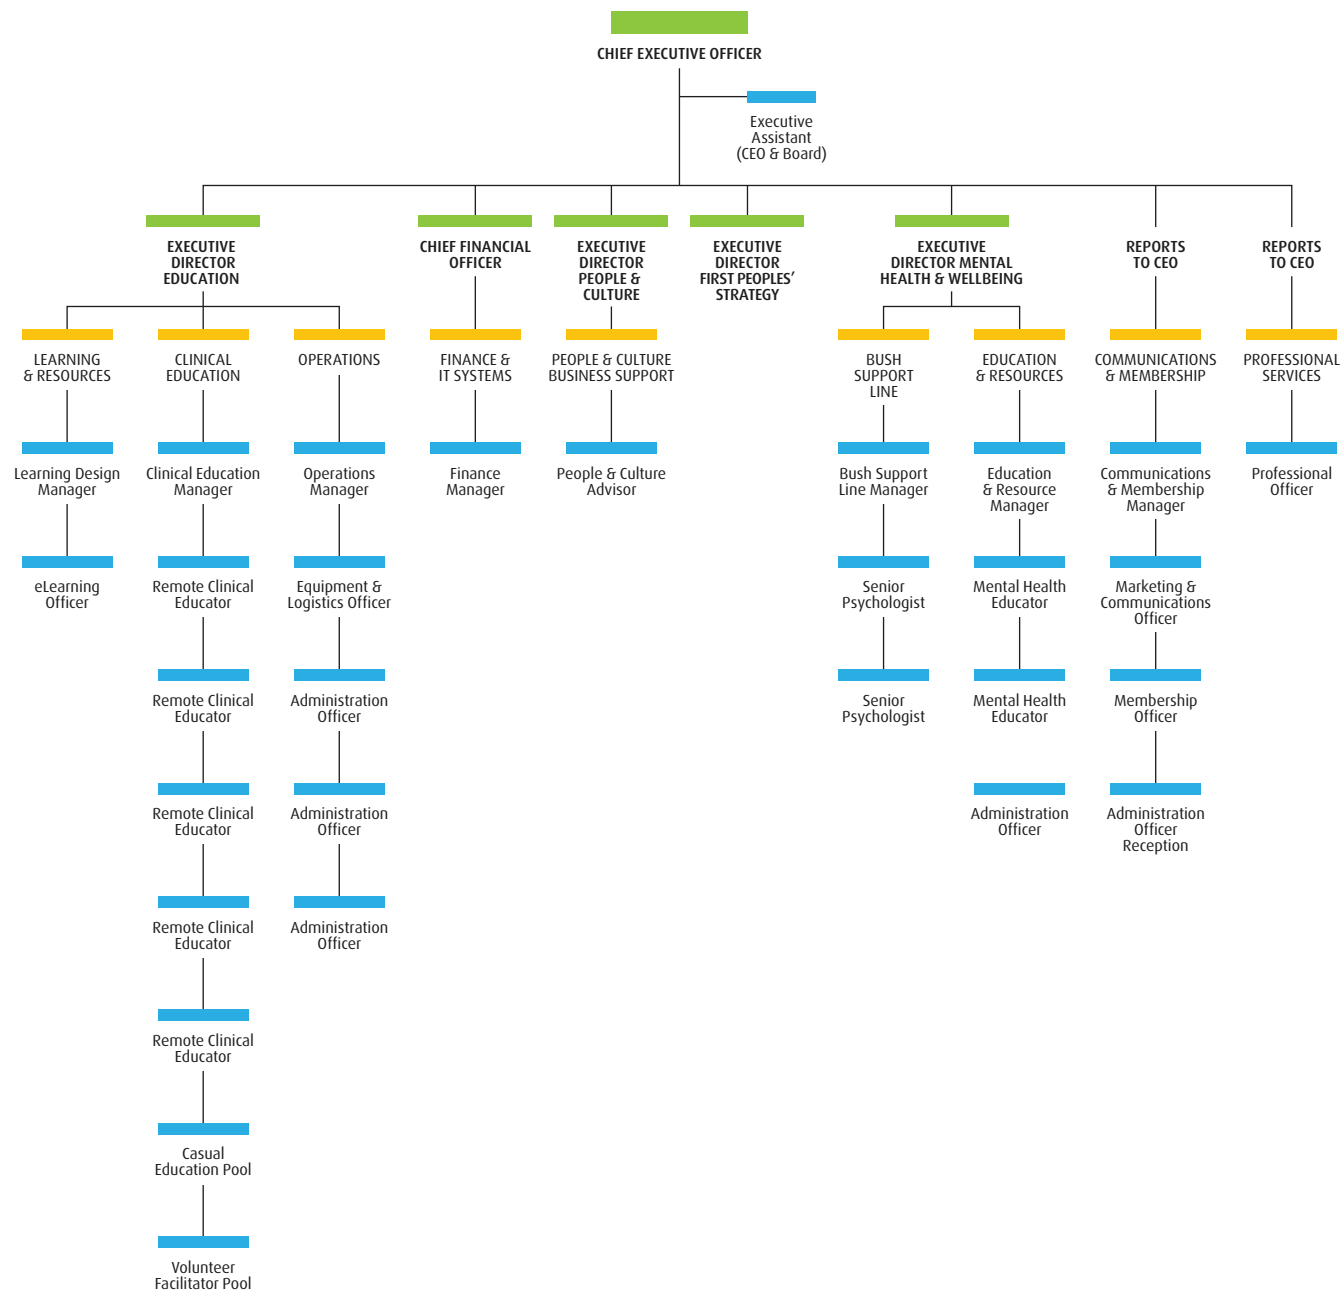 CHIEF EXECUTIVE OFFICER
Executive
Assistant
(CEO & Board)
EXECUTIVE
DIRECTOR
EDUCATION
CHIEF FINANCIAL
OFFICER
EXECUTIVE
DIRECTOR
PEOPLE &
CULTURE
EXECUTIVE
DIRECTOR
FIRST PEOPLES’
STRATEGY
EXECUTIVE
DIRECTOR MENTAL
HEALTH & WELLBEING
REPORTS
TO CEO
REPORTS
TO CEO
LEARNING
& RESOURCES
CLINICAL
EDUCATION
OPERATIONS
FINANCE &
IT SYSTEMS
PEOPLE & CULTURE
BUSINESS SUPPORT
BUSH
SUPPORT
LINE
EDUCATION
& RESOURCES
COMMUNICATIONS
& MEMBERSHIP
PROFESSIONAL
SERVICES
Learning Design
Manager
Clinical Education
Manager
Operations
Manager
Finance
Manager
People & Culture
Advisor
Bush Support
Line Manager
Education
& Resource
Manager
Communications
& Membership
Manager
Professional
Officer
eLearning
Officer
Remote Clinical
Educator
Equipment &
Logistics Officer
Senior
Psychologist
Mental Health
Educator
Marketing &
Communications
Officer
Remote Clinical
Educator
Administration
Officer
Senior
Psychologist
Mental Health
Educator
Membership
Officer
Remote Clinical
Educator
Administration
Officer
Administration
Officer
Administration
Officer
Reception
Remote Clinical
Educator
Administration
Officer
Remote Clinical
Educator
Casual
Education Pool
Volunteer
Facilitator Pool